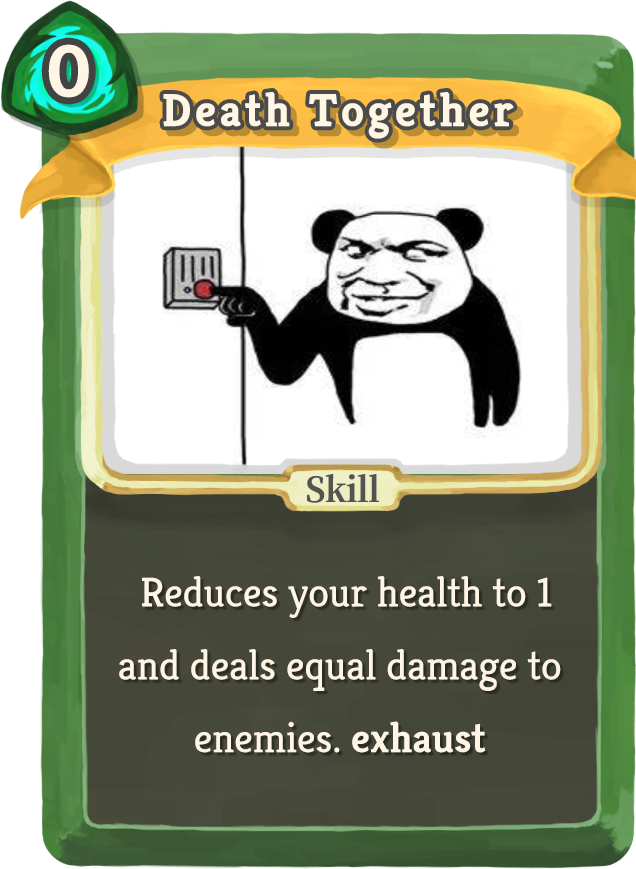 0
Death Together
Skill
Reduces your health to 1
and deals equal damage to
enemies. exhaust